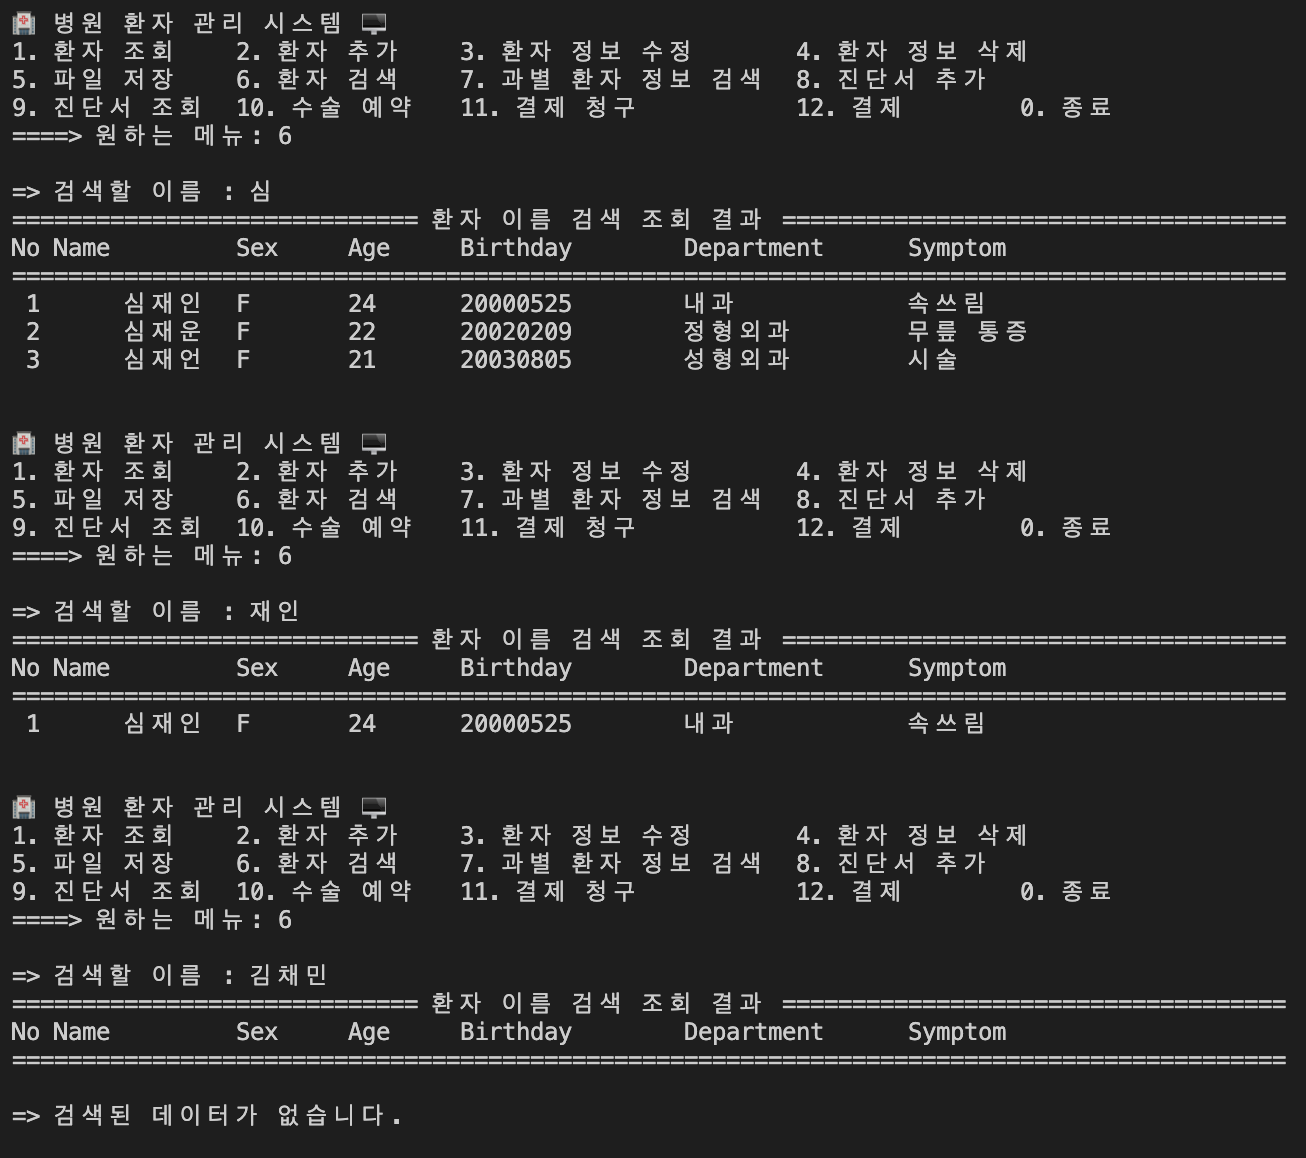 🏥 병원 환자 관리 시스템 🖥️
1. 환자 조회 2. 환자 추가 3. 환자 정보 수정 4. 환자 정보 삭제
5. 파일 저장 6. 환자 검색 7. 과별 환자 정보 검색 8. 진단서 추가
9. 진단서 조회 10. 수술 예약 11. 결제 청구 12. 결제 0. 종료
====> 원하는 메뉴: 6
=> 검색할 이름 : 심
============================= 환자 이름 검색 조회 결과 ====================================
No Name Sex Age Birthday Department Symptom
===========================================================================================
1 심재인 F 24 20000525 내과 속쓰림
2 심재운 F 22 20020209 정형외과 무릎 통증
3 심재언 F 21 20030805 성형외과 시술
🏥 병원 환자 관리 시스템 🖥️
1. 환자 조회 2. 환자 추가 3. 환자 정보 수정 4. 환자 정보 삭제
5. 파일 저장 6. 환자 검색 7. 과별 환자 정보 검색 8. 진단서 추가
9. 진단서 조회 10. 수술 예약 11. 결제 청구 12. 결제 0. 종료
====> 원하는 메뉴: 6
=> 검색할 이름 : 재인
============================= 환자 이름 검색 조회 결과 ====================================
No Name Sex Age Birthday Department Symptom
===========================================================================================
1 심재인 F 24 20000525 내과 속쓰림
🏥 병원 환자 관리 시스템 🖥️
1. 환자 조회 2. 환자 추가 3. 환자 정보 수정 4. 환자 정보 삭제
5. 파일 저장 6. 환자 검색 7. 과별 환자 정보 검색 8. 진단서 추가
9. 진단서 조회 10. 수술 예약 11. 결제 청구 12. 결제 0. 종료
====> 원하는 메뉴: 6
=> 검색할 이름 : 김채민
============================= 환자 이름 검색 조회 결과 ====================================
No Name Sex Age Birthday Department Symptom
===========================================================================================
=> 검색된 데이터가 없습니다.